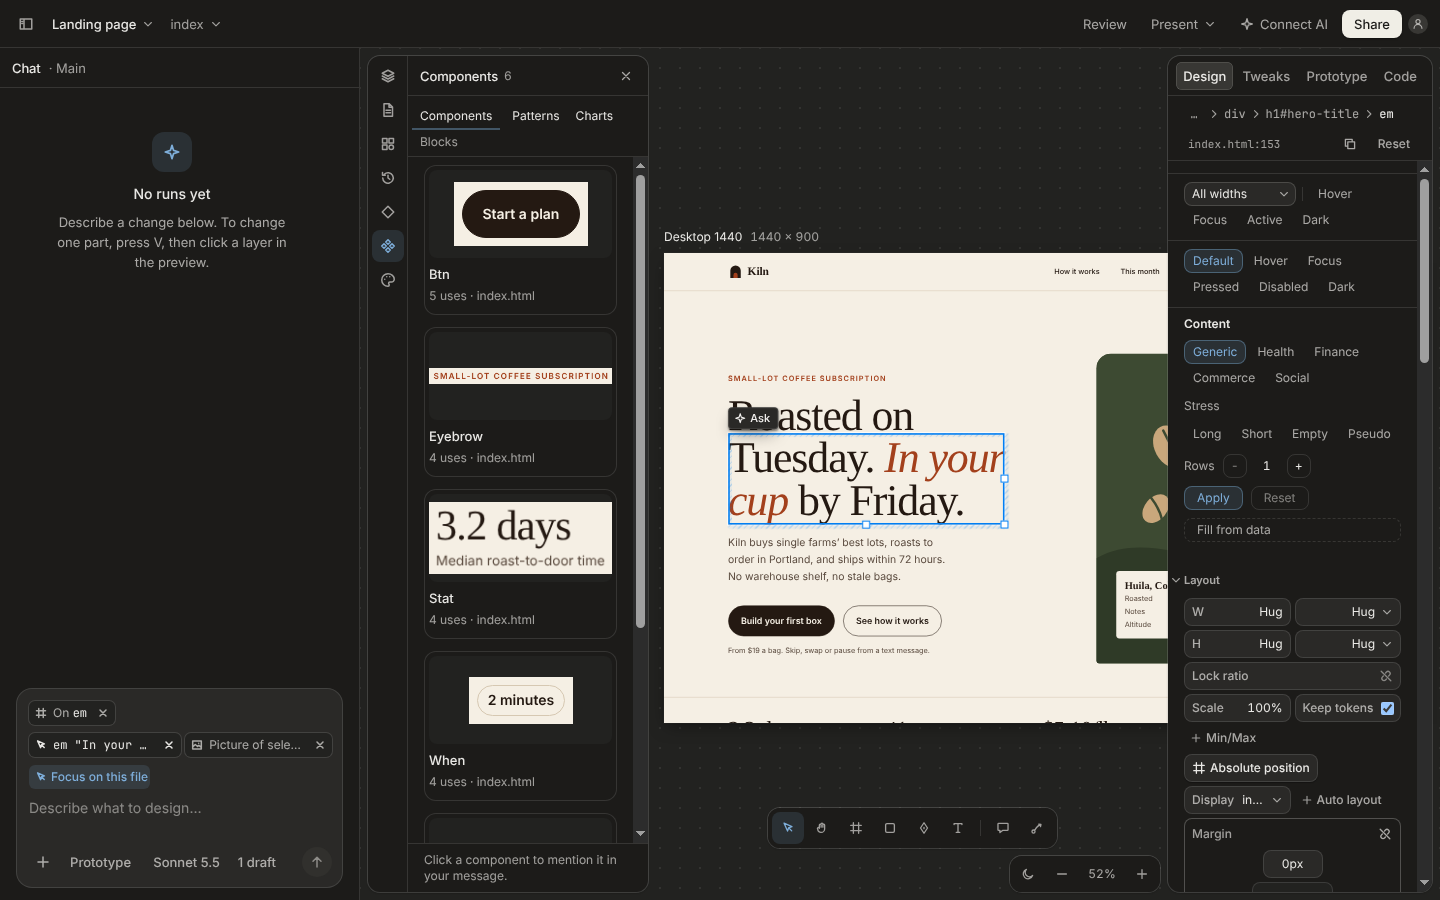 Landing page
index
Review
Present
Connect AI
Share
Chat · Main
No runs yet
Describe a change below. To change
one part, press V, then click a layer in
the preview.
On em
em "In your …
Picture of sele...
Focus on this file
Describe what to design...
Prototype
Sonnet 5.5
1 draft
Components 6
Components
Patterns
Charts
Blocks
Start a plan
Btn
5 uses · index.html
SMALL-LOT COFFEE SUBSCRIPTION
Eyebrow
4 uses · index.html
3.2 days
Median roast-to-door time
Stat
4 uses · index.html
2 minutes
When
4 uses · index.html
Click a component to mention it in
your message.
Desktop 1440 1440 × 900
Kiln
How it works
This month
SMALL-LOT COFFEE SUBSCRIPTION
Ask
asted on
Tuesday. In your
cup by Friday.
Kiln buys single farms’ best lots, roasts to
order in Portland, and ships within 72 hours.
No warehouse shelf, no stale bags.
Build your first box
See how it works
From $19 a bag. Skip, swap or pause from a text message.
Huila, Co
Roasted
Notes
Altitude
52%
Design
Tweaks
Prototype
Code
… > div > h1#hero-title > em
index.html:153
Reset
All widths
Hover
Focus
Active
Dark
Default
Hover
Focus
Pressed
Disabled
Dark
Content
Generic
Health
Finance
Commerce
Social
Stress
Long
Short
Empty
Pseudo
Rows - 1 +
Apply
Reset
Fill from data
Layout
W Hug
Hug
H Hug
Hug
Lock ratio
Scale 100%
Keep tokens
+ Min/Max
Absolute position
Display in...
+ Auto layout
Margin
0px